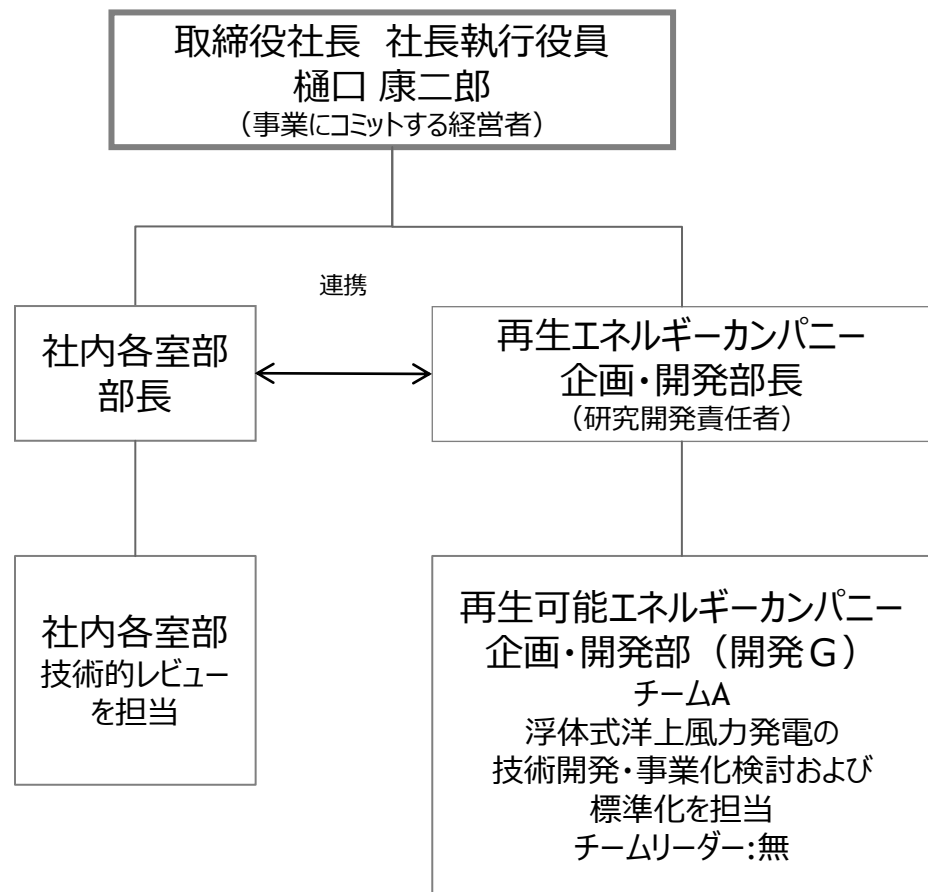 取締役社長 社長執行役員
樋口 康二郎
（事業にコミットする経営者）
連携
社内各室部
部長
再生エネルギーカンパニー
企画・開発部長
（研究開発責任者）
社内各室部
技術的レビュー
を担当
再生可能エネルギーカンパニー
企画・開発部（開発Ｇ）
チームA
浮体式洋上風力発電の
技術開発・事業化検討および
標準化を担当
チームリーダー:無